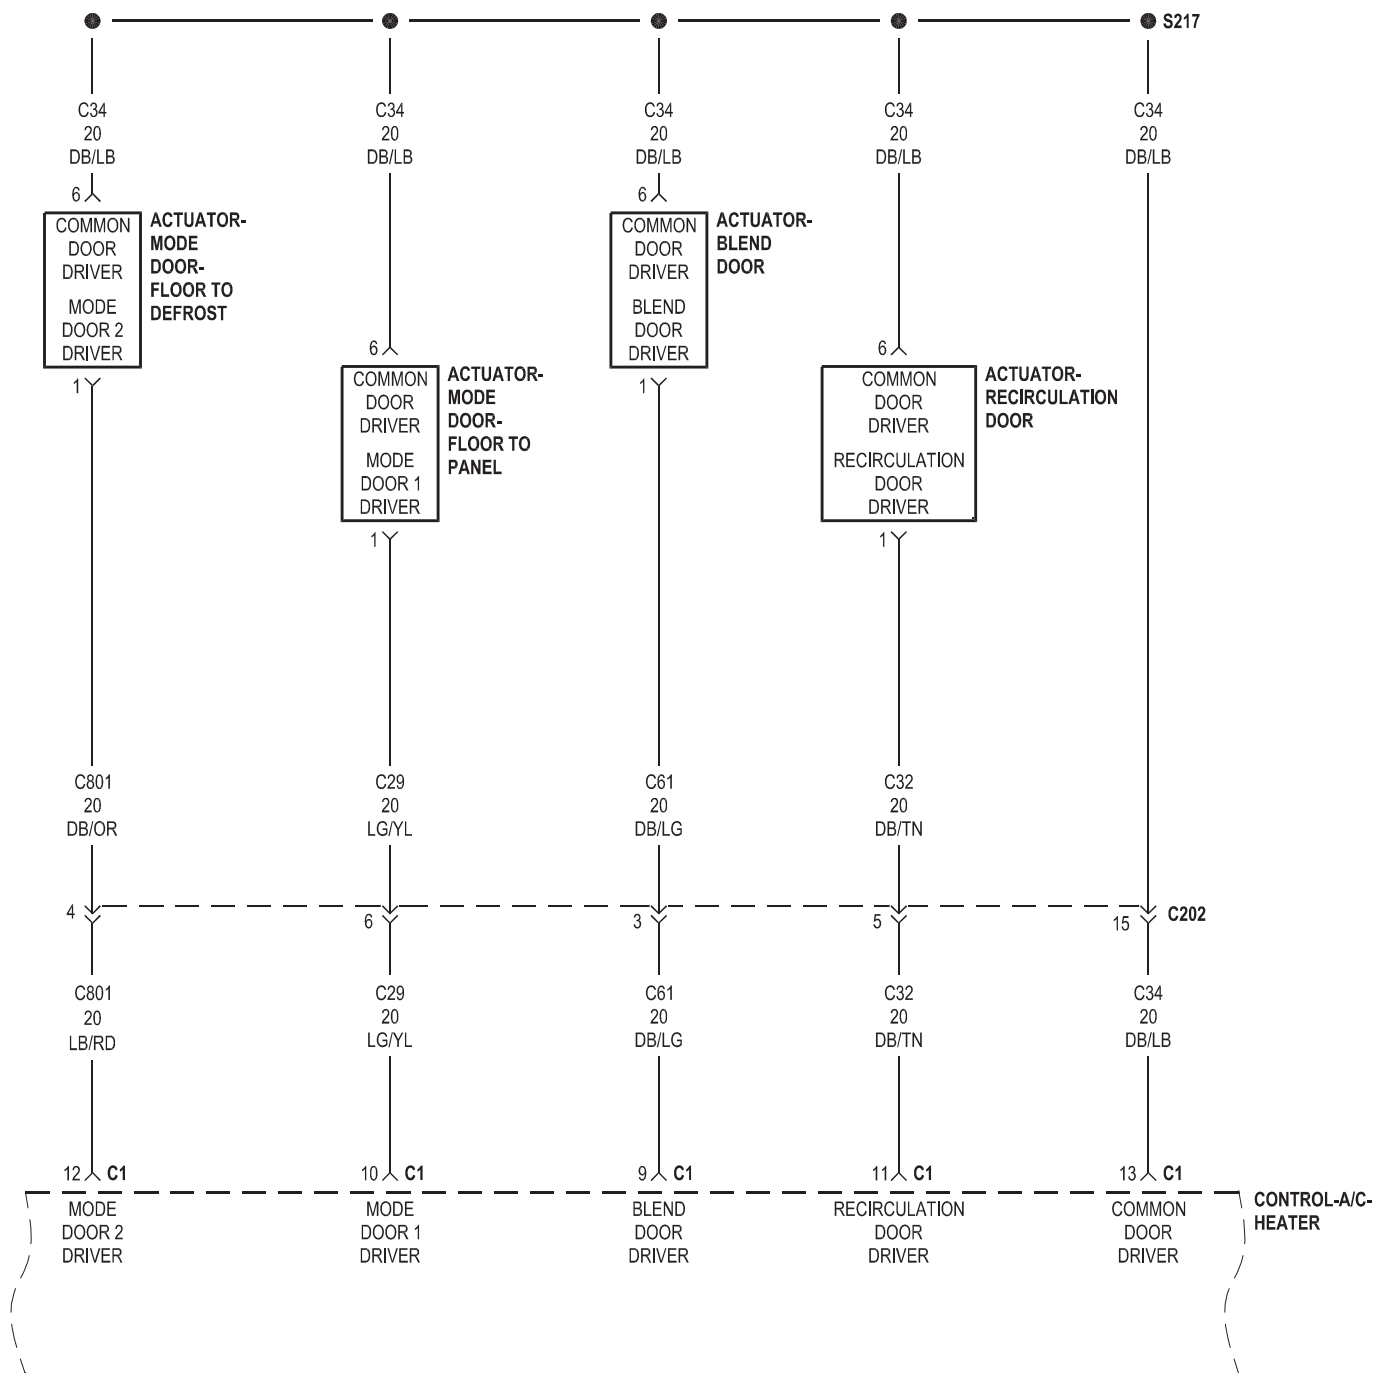 S217
C34
20
DB/LB
C34
20
DB/LB
C34
20
DB/LB
C34
20
DB/LB
C34
20
DB/LB
6
COMMON
DOOR
DRIVER
MODE
DOOR 2
DRIVER
1
ACTUATOR-
MODE
DOOR-
FLOOR TO
DEFROST
6
COMMON
DOOR
DRIVER
MODE
DOOR 1
DRIVER
1
ACTUATOR-
MODE
DOOR-
FLOOR TO
PANEL
6
COMMON
DOOR
DRIVER
BLEND
DOOR
DRIVER
1
ACTUATOR-
BLEND
DOOR
6
COMMON
DOOR
DRIVER
RECIRCULATION
DOOR
DRIVER
1
ACTUATOR-
RECIRCULATION
DOOR
C801
20
DB/OR
C29
20
LG/YL
C61
20
DB/LG
C32
20
DB/TN
4
6
3
5
15
C202
C801
20
LB/RD
C29
20
LG/YL
C61
20
DB/LG
C32
20
DB/TN
C34
20
DB/LB
12 C1
10 C1
9 C1
11 C1
13 C1
MODE
DOOR 2
DRIVER
MODE
DOOR 1
DRIVER
BLEND
DOOR
DRIVER
RECIRCULATION
DOOR
DRIVER
COMMON
DOOR
DRIVER
CONTROL-A/C-
HEATER